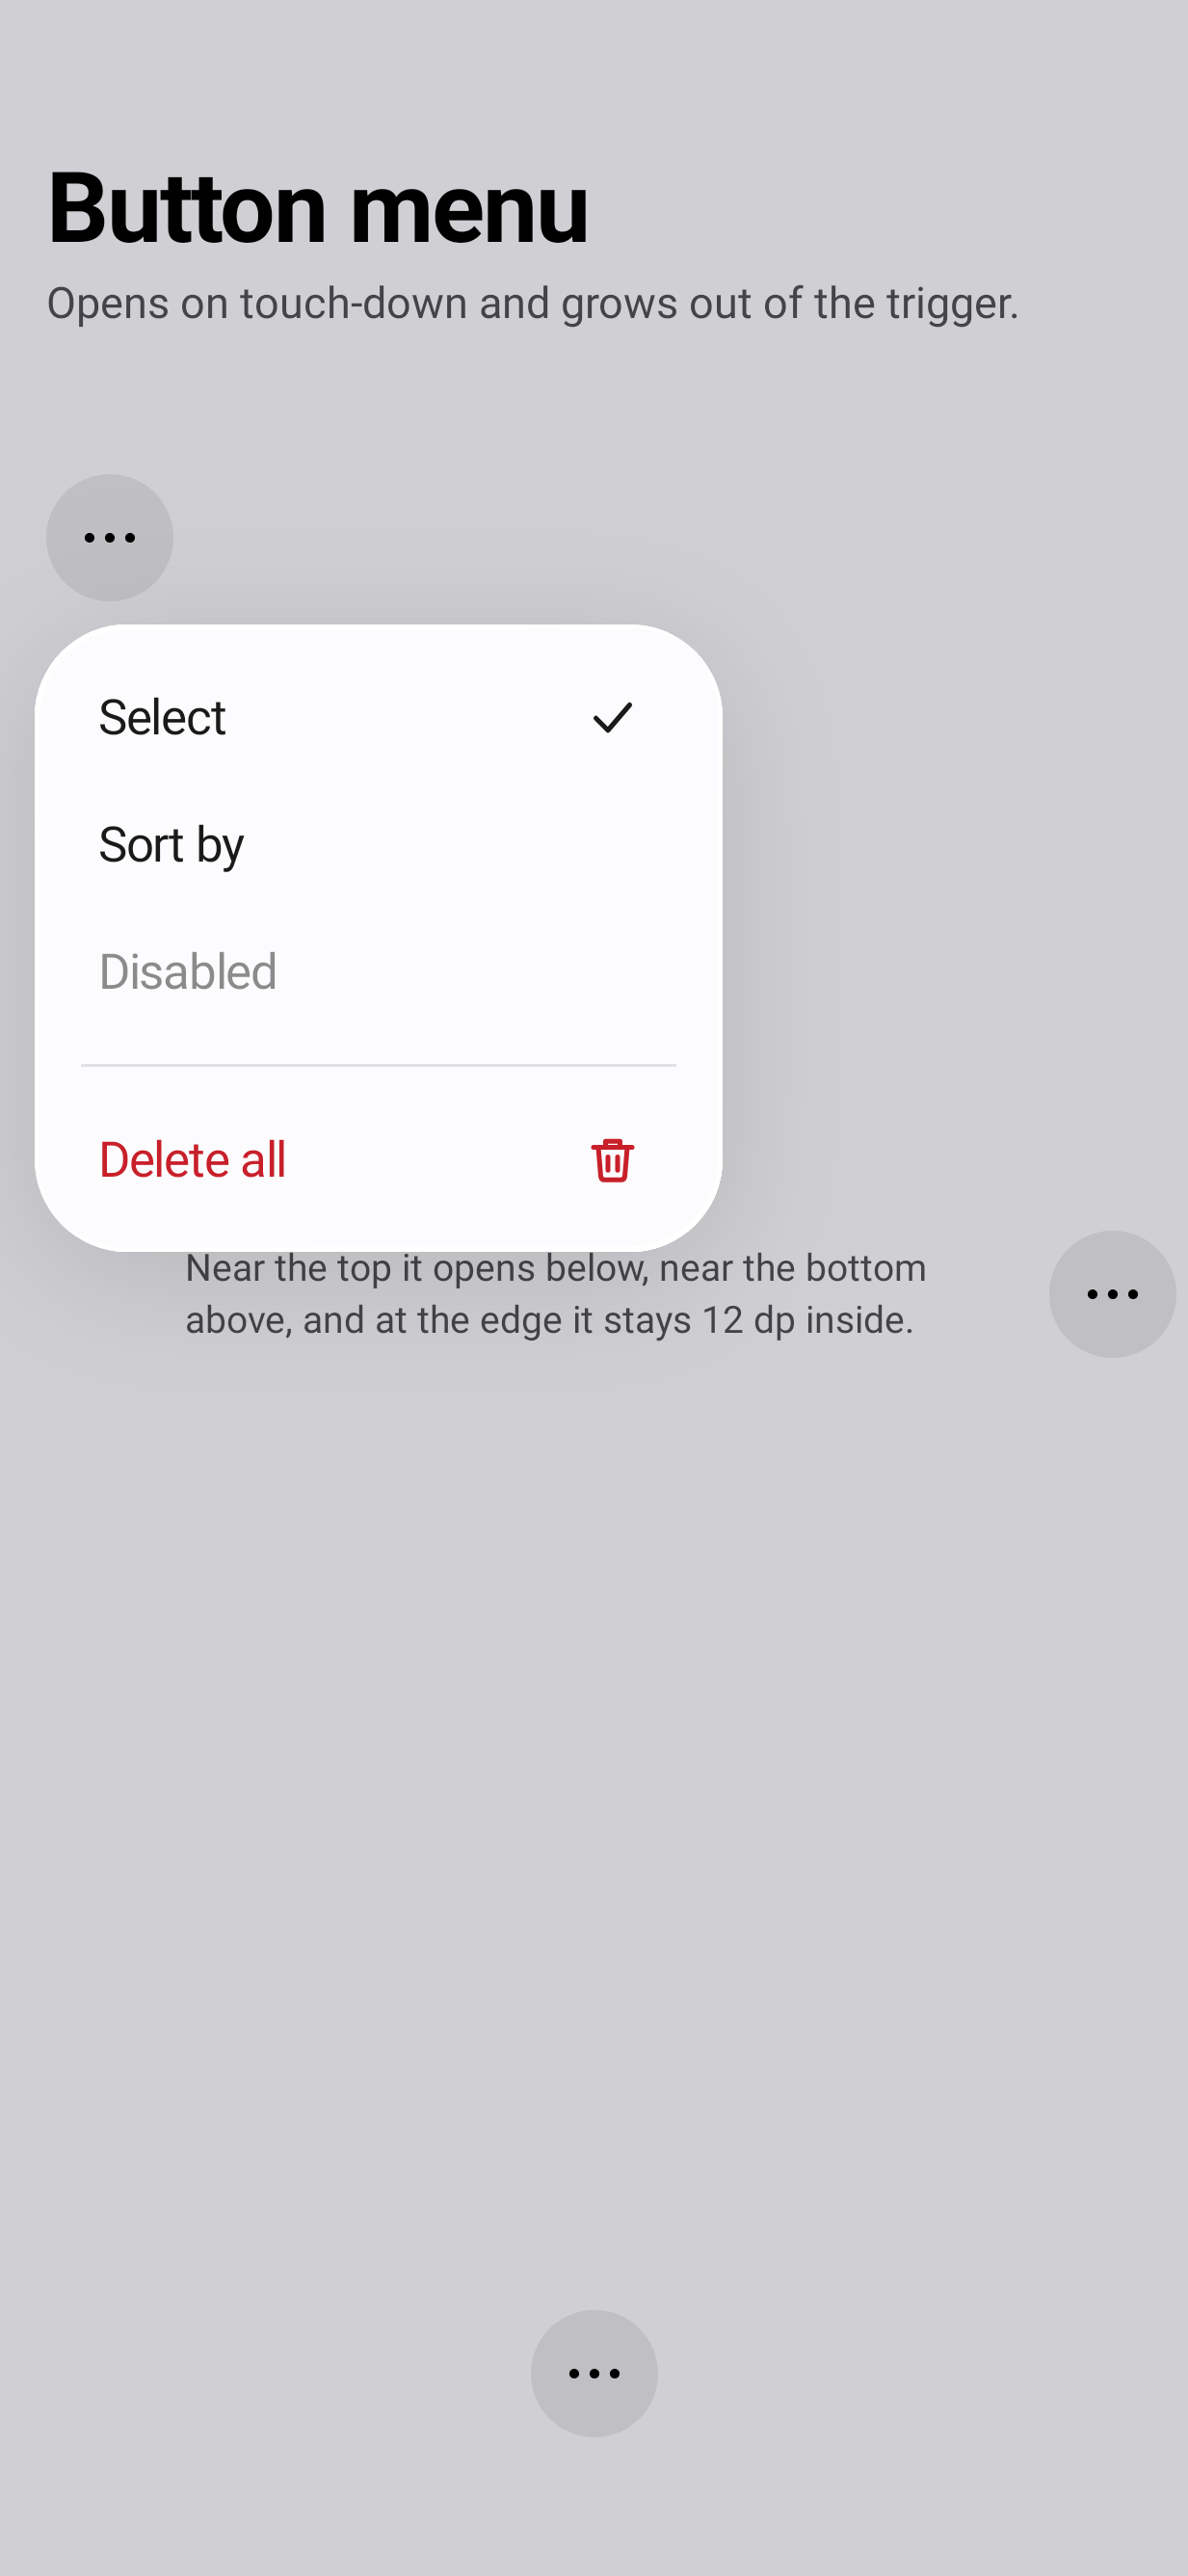 Button menu
Opens on touch-down and grows out of the trigger.
Select
Sort by
Disabled
Delete all
Near the top it opens below, near the bottom
above, and at the edge it stays 12 dp inside.